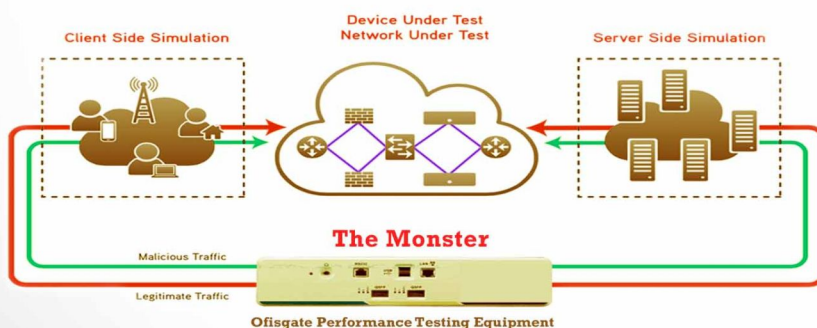 Device Under Test
Network Under Test
Client Side Simulation
Server Side Simulation
The Monster
Malicious Traffic
Legitimate Traffic
Ofisgate Performance Testing Equipment